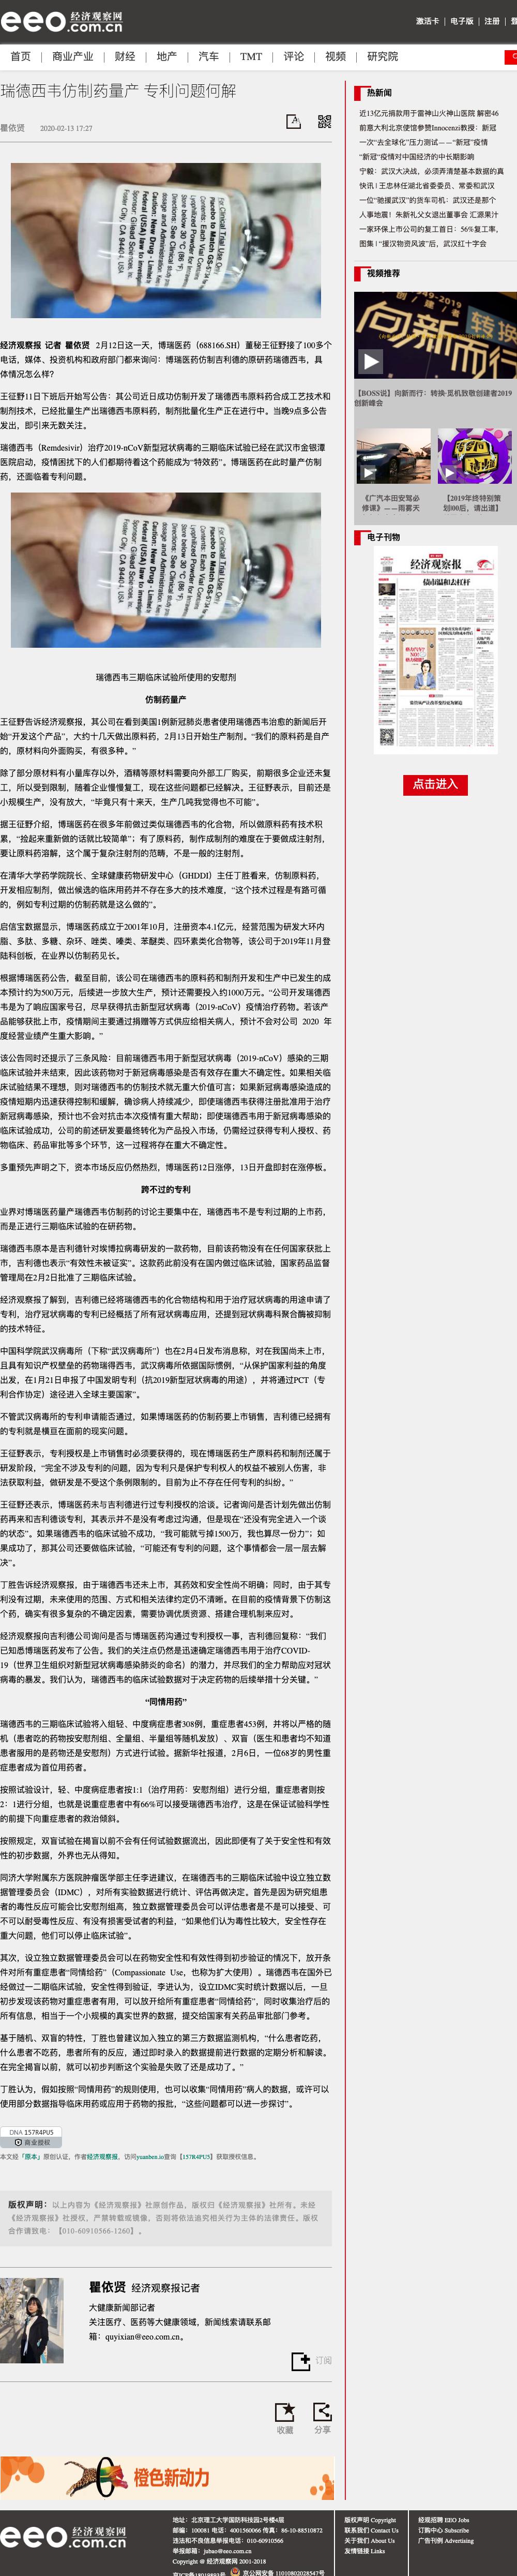 eeo 经济观察网
.com.cn
激活卡 | 电子版 | 注册 |
首页 | 商业产业 | 财经 | 地产 | 汽车 | TMT | 评论 | 视频 | 研究院
瑞德西韦仿制药量产 专利问题何解
瞿依贤 2020-02-13 17:27
经济观察报 记者 瞿依贤 2月12日这一天，博瑞医药（688166.SH）董秘王征野接了100多个
电话，媒体、投资机构和政府部门都来询问：博瑞医药仿制吉利德的原研药瑞德西韦，具
体情况怎么样？
王征野11日下班后开始写公告：其公司近日成功仿制开发了瑞德西韦原料药合成工艺技术和
制剂技术，已经批量生产出瑞德西韦原料药，制剂批量化生产正在进行中。当晚9点多公告
发出，即引来无数关注。
瑞德西韦（Remdesivir）治疗2019-nCoV新型冠状病毒的三期临床试验已经在武汉市金银潭
医院启动，疫情困扰下的人们都期待着这个药能成为“特效药”。博瑞医药在此时量产仿制
药，还面临着专利问题。
瑞德西韦三期临床试验所使用的安慰剂
仿制药量产
王征野告诉经济观察报，其公司在看到美国1例新冠肺炎患者使用瑞德西韦治愈的新闻后开
始“开发这个产品”，大约十几天做出原料药，2月13日开始生产制剂。“我们的原料药是自产
的，原材料向外面购买，有很多种。”
除了部分原材料有小量库存以外，酒精等原材料需要向外部工厂购买，前期很多企业还未复
工，所以受到限制，随着企业慢慢复工，现在这些问题都已经解决。王征野表示，目前还是
小规模生产，没有放大，“毕竟只有十来天，生产几吨我觉得也不可能”。
据王征野介绍，博瑞医药在很多年前做过类似瑞德西韦的化合物，所以做原料药有技术积
累，“捡起来重新做的话就比较简单”；有了原料药，制作成制剂的难度在于要做成注射剂，
要让原料药溶解，这个属于复杂注射剂的范畴，不是一般的注射剂。
在清华大学药学院院长、全球健康药物研发中心（GHDDI）主任丁胜看来，仿制原料药，
开发相应制剂，做出候选的临床用药并不存在多大的技术难度，“这个技术过程是有路可循
的，例如专利过期的仿制药就是这么做的”。
启信宝数据显示，博瑞医药成立于2001年10月，注册资本4.1亿元，经营范围为研发大环内
脂、多肽、多糖、杂环、唑类、嗪类、苯醚类、四环素类化合物等，该公司于2019年11月登
陆科创板，在业界以仿制药见长。
根据博瑞医药公告，截至目前，该公司在瑞德西韦的原料药和制剂开发和生产中已发生的成
本预计约为500万元，后续进一步放大生产，预计还需要投入约1000万元。“公司开发瑞德西
韦是为了响应国家号召，尽早获得抗击新型冠状病毒（2019-nCoV）疫情治疗药物。若该产
品能够获批上市，疫情期间主要通过捐赠等方式供应给相关病人，预计不会对公司 2020 年
度经营业绩产生重大影响。”
该公告同时还提示了三条风险：目前瑞德西韦用于新型冠状病毒（2019-nCoV）感染的三期
临床试验并未结束，因此该药物对于新冠病毒感染是否有效存在重大不确定性。如果相关临
床试验结果不理想，则对瑞德西韦的仿制技术就无重大价值可言；如果新冠病毒感染造成的
疫情短期内迅速获得控制和缓解，确诊病人持续减少，即使瑞德西韦获得注册批准用于治疗
新冠病毒感染，预计也不会对抗击本次疫情有重大帮助；即使瑞德西韦用于新冠病毒感染的
临床试验成功，公司的前述研发要最终转化为产品投入市场，仍需经过获得专利人授权、药
物临床、药品审批等多个环节，这一过程将存在重大不确定性。
多重预先声明之下，资本市场反应仍然热烈，博瑞医药12日涨停，13日开盘即封在涨停板。
跨不过的专利
业界对博瑞医药量产瑞德西韦仿制药的讨论主要集中在，瑞德西韦不是专利过期的上市药，
而是正进行三期临床试验的在研药物。
瑞德西韦原本是吉利德针对埃博拉病毒研发的一款药物，目前该药物没有在任何国家获批上
市，吉利德也表示“有效性未被证实”。这款药此前没有在国内做过临床试验，国家药品监督
管理局在2月2日批准了三期临床试验。
经济观察报了解到，吉利德已经将瑞德西韦的化合物结构和用于治疗冠状病毒的用途申请了
专利，治疗冠状病毒的专利已经概括了所有冠状病毒应用，还提到冠状病毒科聚合酶被抑制
的技术特征。
中国科学院武汉病毒所（下称“武汉病毒所”）也在2月4日发布消息称，对在我国尚未上市，
且具有知识产权壁垒的药物瑞得西韦，武汉病毒所依据国际惯例，“从保护国家利益的角度
出发，在1月21日申报了中国发明专利（抗2019新型冠状病毒的用途），并将通过PCT（专
利合作协定）途径进入全球主要国家”。
不管武汉病毒所的专利申请能否通过，如果博瑞医药的仿制药要上市销售，吉利德已经拥有
的专利就是横亘在面前的现实问题。
王征野表示，专利授权是上市销售时必须要获得的，现在博瑞医药生产原料药和制剂还属于
研发阶段，“完全不涉及专利的问题，因为专利只是保护专利权人的权益不被别人伤害，非
法获取利益，做研发是不受这个条例限制的。目前为止不存在任何专利的纠纷。”
王征野还表示，博瑞医药未与吉利德进行过专利授权的洽谈。记者询问是否计划先做出仿制
药再来和吉利德谈专利，其表示并不是没有考虑过沟通，但是现在“还没有完全进入一个谈
的状态”。如果瑞德西韦的临床试验不成功，“我可能就亏掉1500万，我也算尽一份力”；如
果成功了，那其公司还要做临床试验，“可能还有专利的问题，这个事情都会一层一层去解
决”。
丁胜告诉经济观察报，由于瑞德西韦还未上市，其药效和安全性尚不明确；同时，由于其专
利没有过期，未来使用的范围、方式和相关法律约定仍不清晰。在目前的疫情背景下仿制这
个药，确实有很多复杂的不确定因素，需要协调优质资源、搭建合理机制来应对。
经济观察报向吉利德公司询问是否与博瑞医药沟通过专利授权一事，吉利德回复称：“我们
已知悉博瑞医药发布了公告。我们的关注点仍然是迅速确定瑞德西韦用于治疗COVID-
19（世界卫生组织对新型冠状病毒感染肺炎的命名）的潜力，并尽我们的全力帮助应对冠状
病毒的暴发。我们认为，瑞德西韦的临床试验数据对于决定药物的后续举措十分关键。”
“同情用药”
瑞德西韦的三期临床试验将入组轻、中度病症患者308例，重症患者453例，并将以严格的随
机（患者吃的药物按安慰剂组、全量组、半量组等随机发放）、双盲（医生和患者均不知道
患者服用的是药物还是安慰剂）方式进行试验。据新华社报道，2月6日，一位68岁的男性重
症患者成为首位用药者。
按照试验设计，轻、中度病症患者按1:1（治疗用药：安慰剂组）进行分组，重症患者则按
2：1进行分组，也就是说重症患者中有66%可以接受瑞德西韦治疗，这是在保证试验科学性
的前提下向重症患者的救治倾斜。
按照规定，双盲试验在揭盲以前不会有任何试验数据流出，因此即便有了关于安全性和有效
性的初步数据，外界也无从得知。
同济大学附属东方医院肿瘤医学部主任李进建议，在瑞德西韦的三期临床试验中设立独立数
据管理委员会（IDMC），对所有实验数据进行统计、评估再做决定。首先是因为研究组患
者的毒性反应可能会比安慰剂组高，独立数据管理委员会可以评估患者是不是可以接受、可
不可以耐受毒性反应、有没有损害受试者的利益，“如果他们认为毒性比较大，安全性存在
重大问题，他们可以停止临床试验”。
其次，设立独立数据管理委员会可以在药物安全性和有效性得到初步验证的情况下，放开条
件对所有重症患者“同情给药”（Compassionate Use，也称为扩大使用）。瑞德西韦在国外已
经做过一二期临床试验，安全性得到验证，李进认为，设立IDMC实时统计数据以后，一旦
初步发现该药物对重症患者有用，可以放开给所有重症患者“同情给药”，同时收集治疗后的
所有信息，相当于一个小规模的真实世界的数据，提交给国家有关药品审批部门参考。
基于随机、双盲的特性，丁胜也曾建议加入独立的第三方数据监测机构，“什么患者吃药，
什么患者不吃药，患者所有的反应，通过即时录入的数据提前进行数据的定期分析和解读。
在完全揭盲以前，就可以初步判断这个实验是失败了还是成功了。”
丁胜认为，假如按照“同情用药”的规则使用，也可以收集“同情用药”病人的数据，或许可以
使用部分数据指导临床用药或应用于药物的报批，“这些问题都可以进一步探讨”。
DNA 157R4PU5
商业授权
本文经「原本」原创认证，作者经济观察报，访问yuanben.io查询【157R4PU5】获取授权信息。
版权声明：以上内容为《经济观察报》社原创作品，版权归《经济观察报》社所有。未经
《经济观察报》社授权，严禁转载或镜像，否则将依法追究相关行为主体的法律责任。版权
合作请致电：【010-60910566-1260】。
瞿依贤 经济观察报记者
大健康新闻部记者
关注医疗、医药等大健康领域，新闻线索请联系邮
箱：quyixian@eeo.com.cn。
订阅
收藏 分享
橙色新动力
热新闻
近13亿元捐款用于雷神山火神山医院 解密46
前意大利北京使馆参赞Innocenzi教授：新冠
一次“去全球化”压力测试——“新冠”疫情
“新冠”疫情对中国经济的中长期影响
宁毅：武汉大决战，必须弄清楚基本数据的真
快讯 | 王忠林任湖北省委委员、常委和武汉
一位“驰援武汉”的货车司机：武汉还是那个
人事地震！朱新礼父女退出董事会 汇源果汁
一家环保上市公司的复工首日：56%复工率，
图集 | “援汉物资风波”后，武汉红十字会
视频推荐
【BOSS说】向新而行：转换·觅机致敬创建者2019
创新峰会
《广汽本田安驾必
修课》——雨雾天
【2019年终特别策
划|00后，请出道】
电子刊物
经济观察报
点击进入
eeo 经济观察网
.com.cn
地址：北京理工大学国防科技园2号楼4层
邮编：100081 电话：4001560066 传真：86-10-88510872
违法和不良信息举报电话：010-60910566
举报邮箱：jubao@eeo.com.cn
Copyright @ 经济观察网 2001-2018
京公网安备 11010802028547号
版权声明 Copyright
联系我们 Contact Us
关于我们 About Us
友情链接 Links
经观招聘 EEO Jobs
订购中心 Subscribe
广告刊例 Advertising